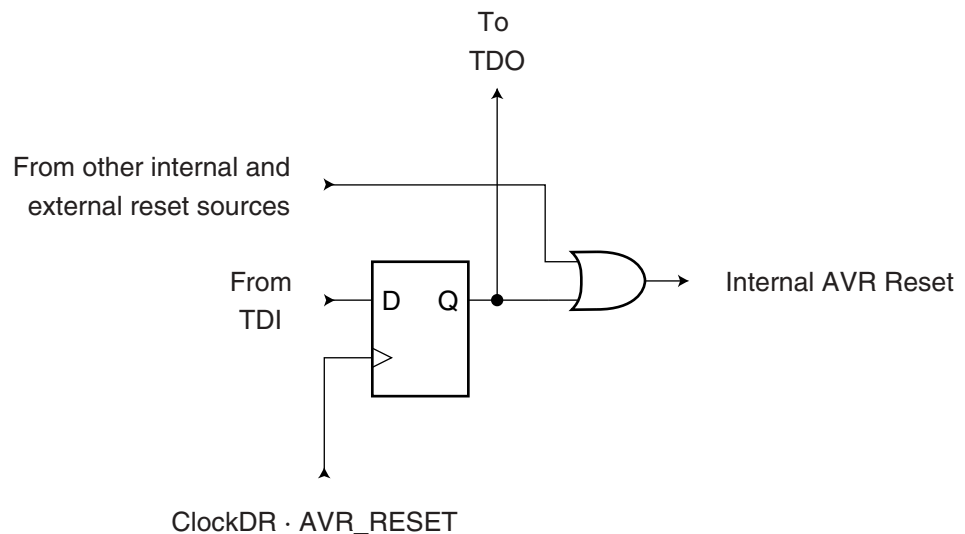 To
TDO
From other internal and
external reset sources
From
TDI
D Q
Internal AVR Reset
ClockDR · AVR_RESET